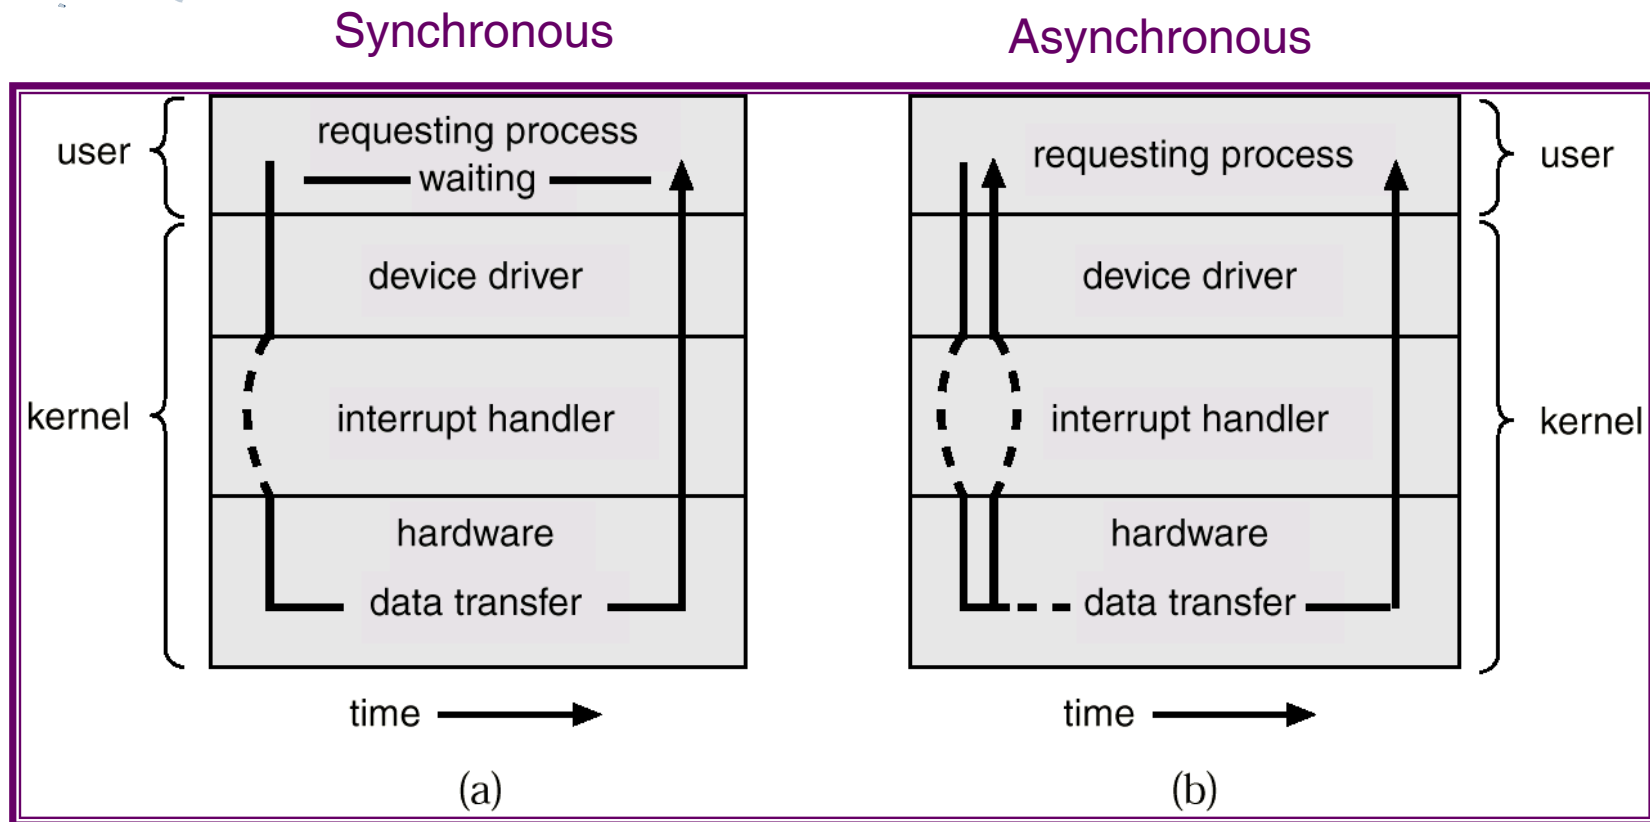 Synchronous
Asynchronous
user
requesting process
waiting
device driver
kernel
interrupt handler
hardware
data transfer
time
(a)
requesting process
user
device driver
interrupt handler
kernel
hardware
data transfer
time
(b)